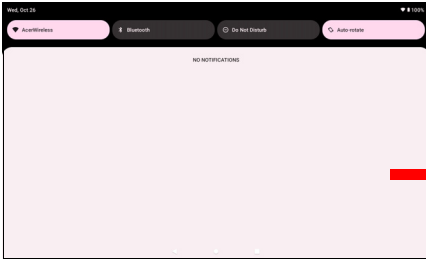 Wed, Oct 26
100%
AcerWireless
Bluetooth
Do Not Disturb
Auto-rotate
NO NOTIFICATIONS